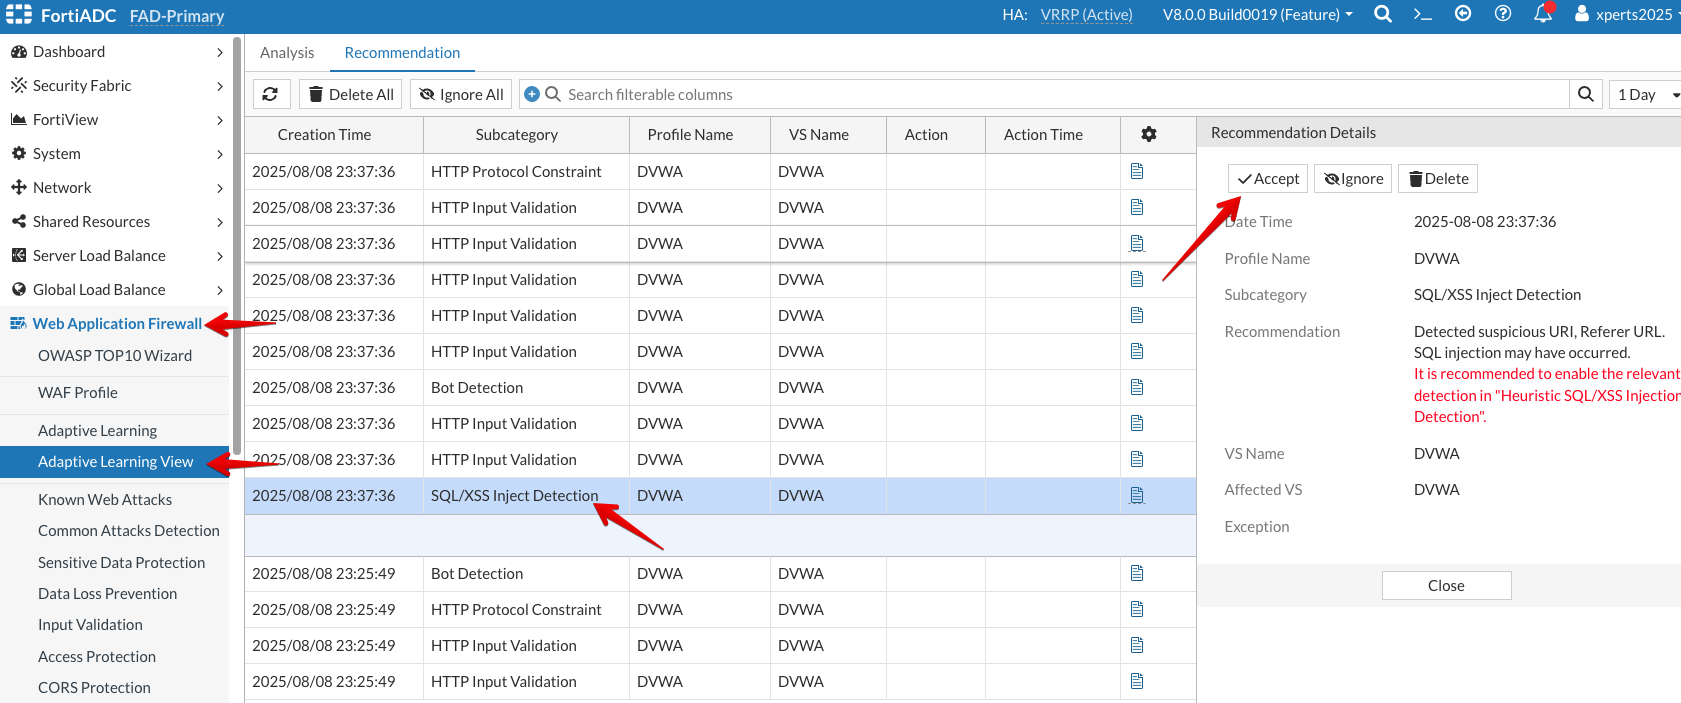 FortiADC FAD-Primary HA: VRRP (Active) V8.0.0 Build0019 (Feature) xperts2025
Dashboard
Security Fabric
FortiView
System
Network
Shared Resources
Server Load Balance
Global Load Balance
Web Application Firewall
OWASP TOP10 Wizard
WAF Profile
Adaptive Learning
Adaptive Learning View
Known Web Attacks
Common Attacks Detection
Sensitive Data Protection
Data Loss Prevention
Input Validation
Access Protection
CORS Protection
Analysis Recommendation
Delete All Ignore All Search filterable columns 1 Day
Creation Time Subcategory Profile Name VS Name Action Action Time
2025/08/08 23:37:36 HTTP Protocol Constraint DVWA DVWA
2025/08/08 23:37:36 HTTP Input Validation DVWA DVWA
2025/08/08 23:37:36 HTTP Input Validation DVWA DVWA
2025/08/08 23:37:36 HTTP Input Validation DVWA DVWA
2025/08/08 23:37:36 HTTP Input Validation DVWA DVWA
2025/08/08 23:37:36 HTTP Input Validation DVWA DVWA
2025/08/08 23:37:36 Bot Detection DVWA DVWA
2025/08/08 23:37:36 HTTP Input Validation DVWA DVWA
2025/08/08 23:37:36 HTTP Input Validation DVWA DVWA
2025/08/08 23:37:36 SQL/XSS Inject Detection DVWA DVWA
2025/08/08 23:25:49 Bot Detection DVWA DVWA
2025/08/08 23:25:49 HTTP Protocol Constraint DVWA DVWA
2025/08/08 23:25:49 HTTP Input Validation DVWA DVWA
2025/08/08 23:25:49 HTTP Input Validation DVWA DVWA
Recommendation Details
Accept Ignore Delete
Date Time 2025-08-08 23:37:36
Profile Name DVWA
Subcategory SQL/XSS Inject Detection
Recommendation Detected suspicious URI, Referer URL.
SQL injection may have occurred.
It is recommended to enable the relevant
detection in "Heuristic SQL/XSS Injection
Detection".
VS Name DVWA
Affected VS DVWA
Exception
Close